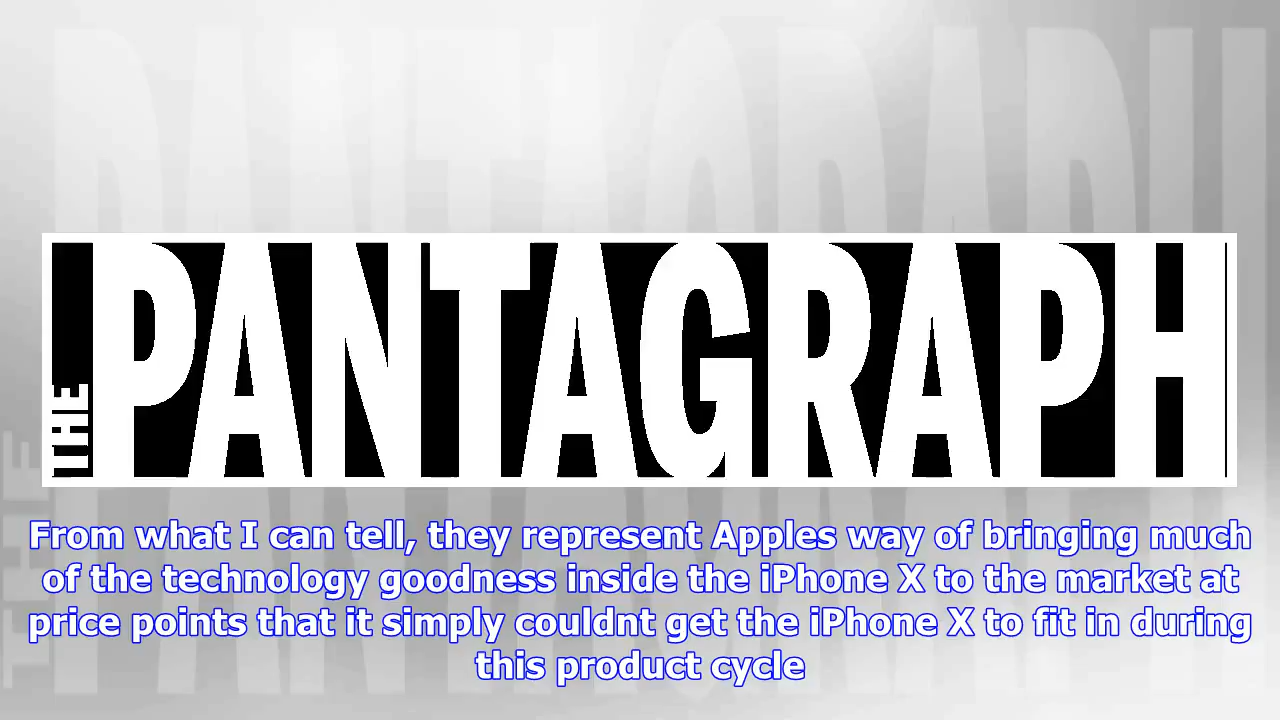 THE PANTAGRAPH
From what I can tell, they represent Apples way of bringing much
of the technology goodness inside the iPhone X to the market at
price points that it simply couldnt get the iPhone X to fit in during
this product cycle